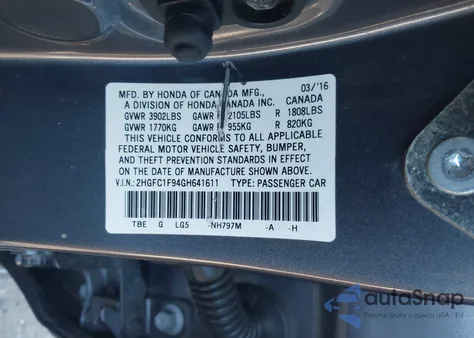 MFD. BY HONDA OF CANADA MFG., 03/'16
A DIVISION OF HONDA CANADA INC. CANADA
GVWR 3902LBS GAWR F 2105LBS R 1808LBS
GVWR 1770KG GAWR F 955KG R 820KG
THIS VEHICLE CONFORMS TO ALL APPLICABLE
FEDERAL MOTOR VEHICLE SAFETY, BUMPER,
AND THEFT PREVENTION STANDARDS IN EFFECT
ON THE DATE OF MANUFACTURE SHOWN ABOVE.
V.I.N.: 2HGFC1F94GH641611 TYPE: PASSENGER CAR
TBE G LG5 -NH797M -A -H
autoSnap